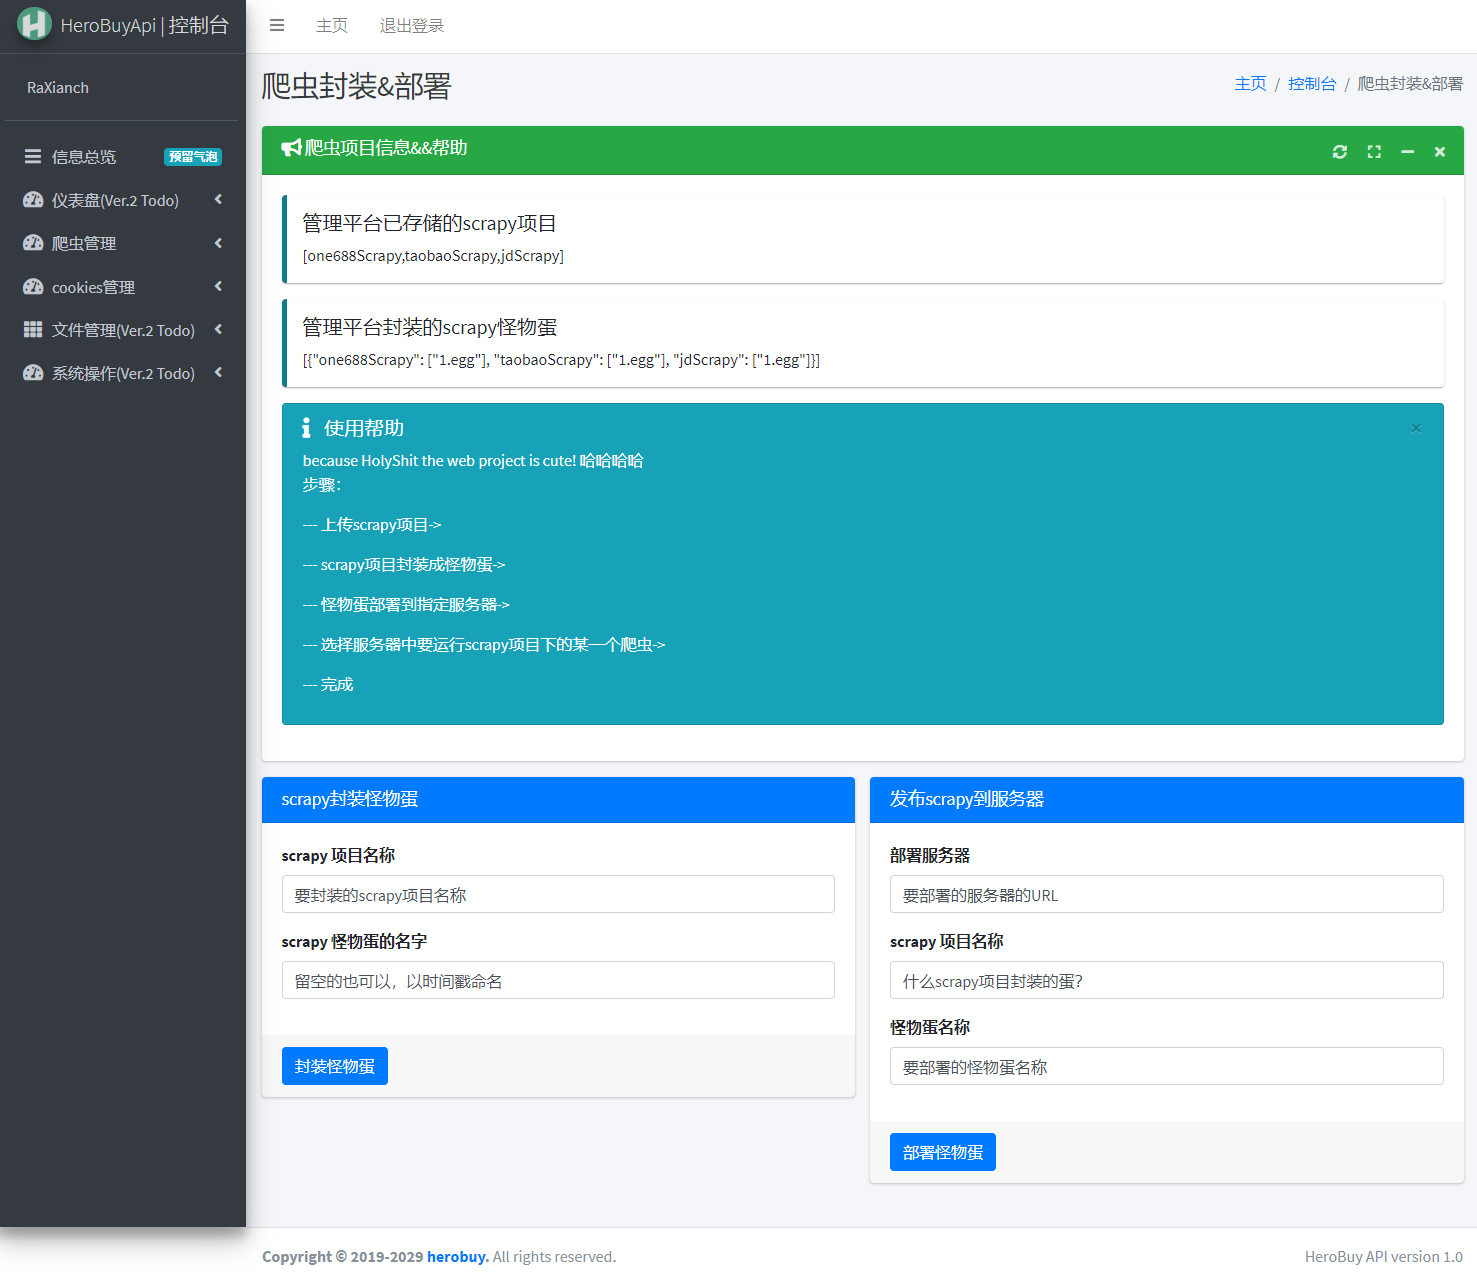 HeroBuyApi | 控制台
主页 退出登录
RaXianch
信息总览 预留气泡
仪表盘(Ver.2 Todo)
爬虫管理
cookies管理
文件管理(Ver.2 Todo)
系统操作(Ver.2 Todo)
爬虫封装&部署
主页 / 控制台 / 爬虫封装&部署
爬虫项目信息&&帮助
管理平台已存储的scrapy项目
[one688Scrapy,taobaoScrapy,jdScrapy]
管理平台封装的scrapy怪物蛋
[{"one688Scrapy": ["1.egg"], "taobaoScrapy": ["1.egg"], "jdScrapy": ["1.egg"]}]
使用帮助
because HolyShit the web project is cute! 哈哈哈哈
步骤：
--- 上传scrapy项目->
--- scrapy项目封装成怪物蛋->
--- 怪物蛋部署到指定服务器->
--- 选择服务器中要运行scrapy项目下的某一个爬虫->
--- 完成
scrapy封装怪物蛋
scrapy 项目名称
要封装的scrapy项目名称
scrapy 怪物蛋的名字
留空的也可以，以时间戳命名
封装怪物蛋
发布scrapy到服务器
部署服务器
要部署的服务器的URL
scrapy 项目名称
什么scrapy项目封装的蛋?
怪物蛋名称
要部署的怪物蛋名称
部署怪物蛋
Copyright © 2019-2029 herobuy. All rights reserved.
HeroBuy API version 1.0